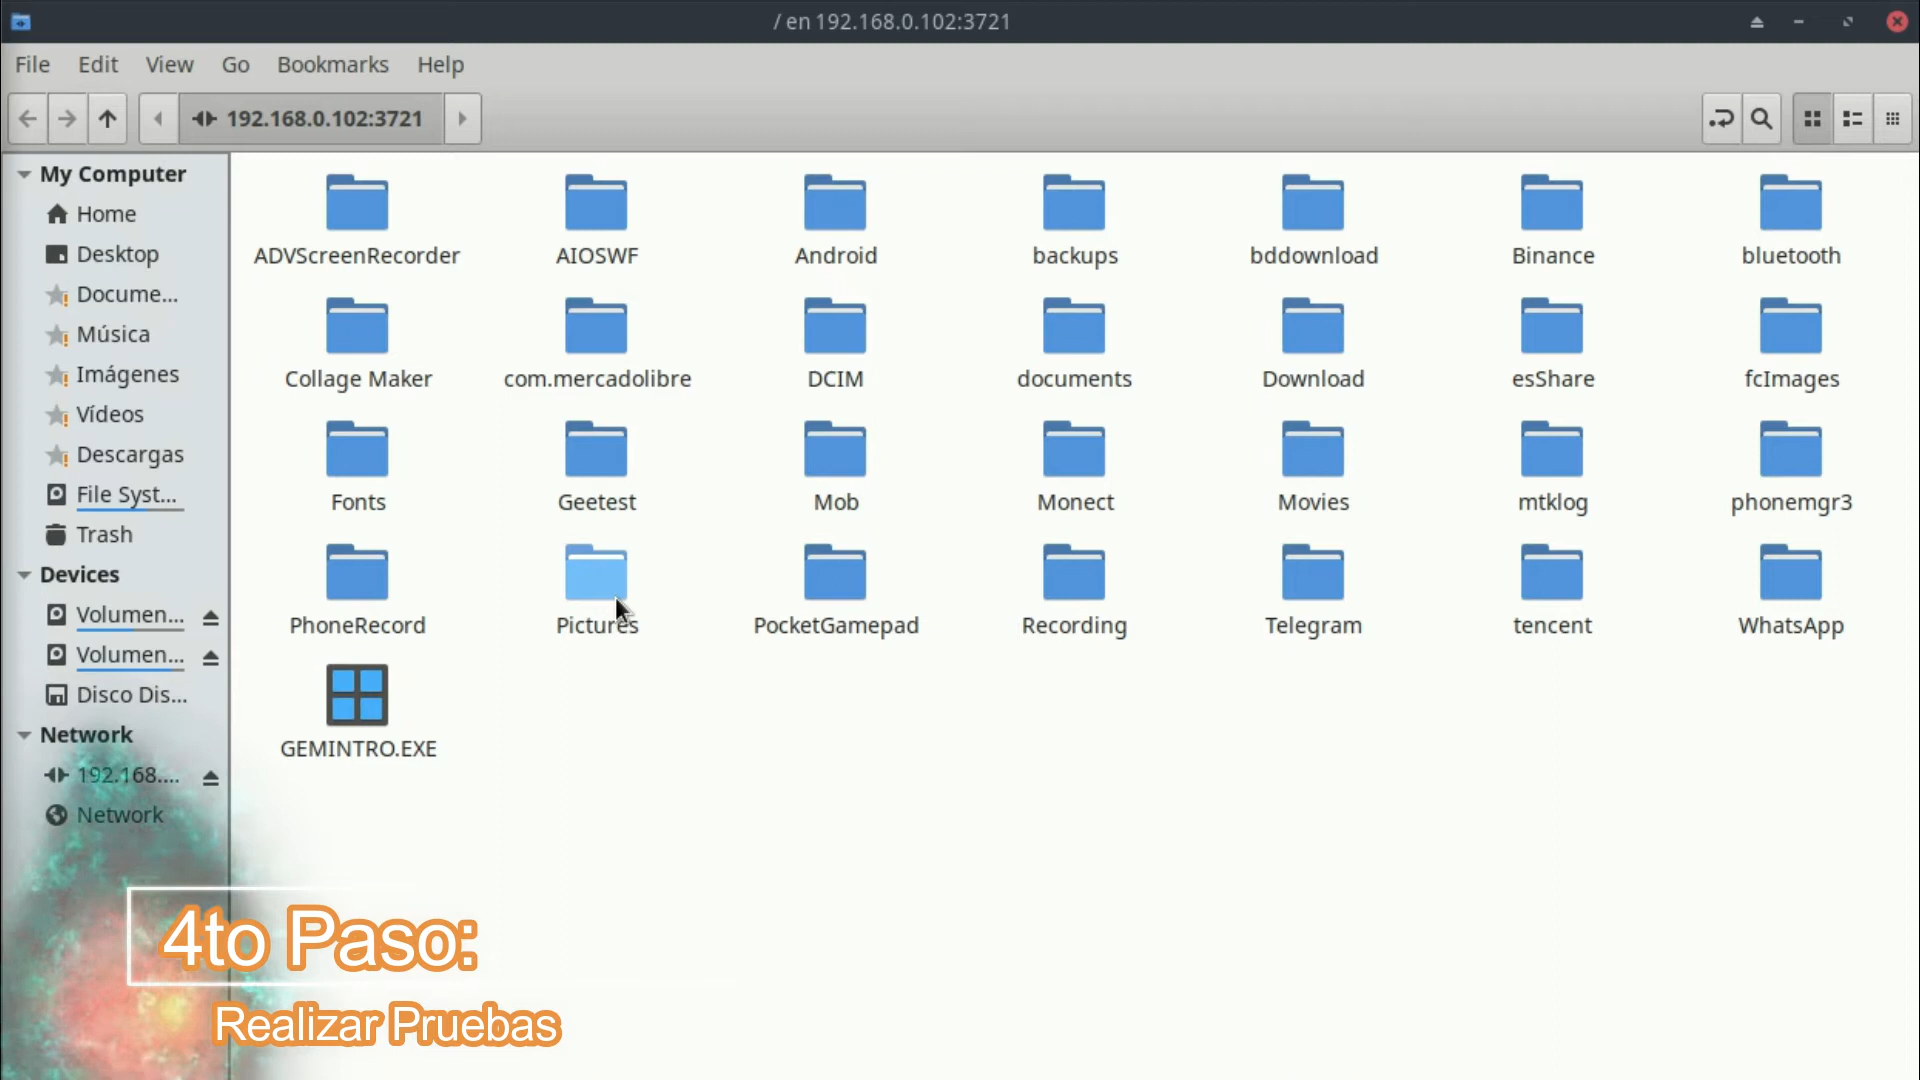 / en 192.168.0.102:3721
File Edit View Go Bookmarks Help
192.168.0.102:3721
My Computer
Home
Desktop
Docume...
Música
Imágenes
Vídeos
Descargas
File Syst...
Trash
Devices
Volumen...
Volumen...
Disco Dis...
Network
192.168....
Network
ADVScreenRecorder AIOSWF Android backups bddownload Binance bluetooth
Collage Maker com.mercadolibre DCIM documents Download esShare fcImages
Fonts Geetest Mob Monect Movies mtklog phonemgr3
PhoneRecord Pictures PocketGamepad Recording Telegram tencent WhatsApp
GEMINTRO.EXE
4to Paso:
Realizar Pruebas